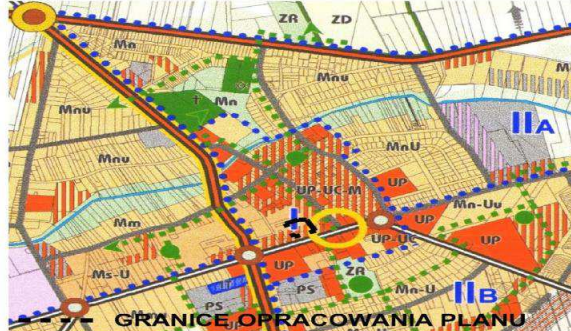 ZR ZD
Mn
Mnu
Mn
Mnu
IIA
MnU
UP-UC-M
UP
Mn-Uu
Mm
UP
UP-UC
UP
Ms-U
UP
ZR
Mn-U
IIB
PS
PS
GRANICE OPRACOWANIA PLANU
UP